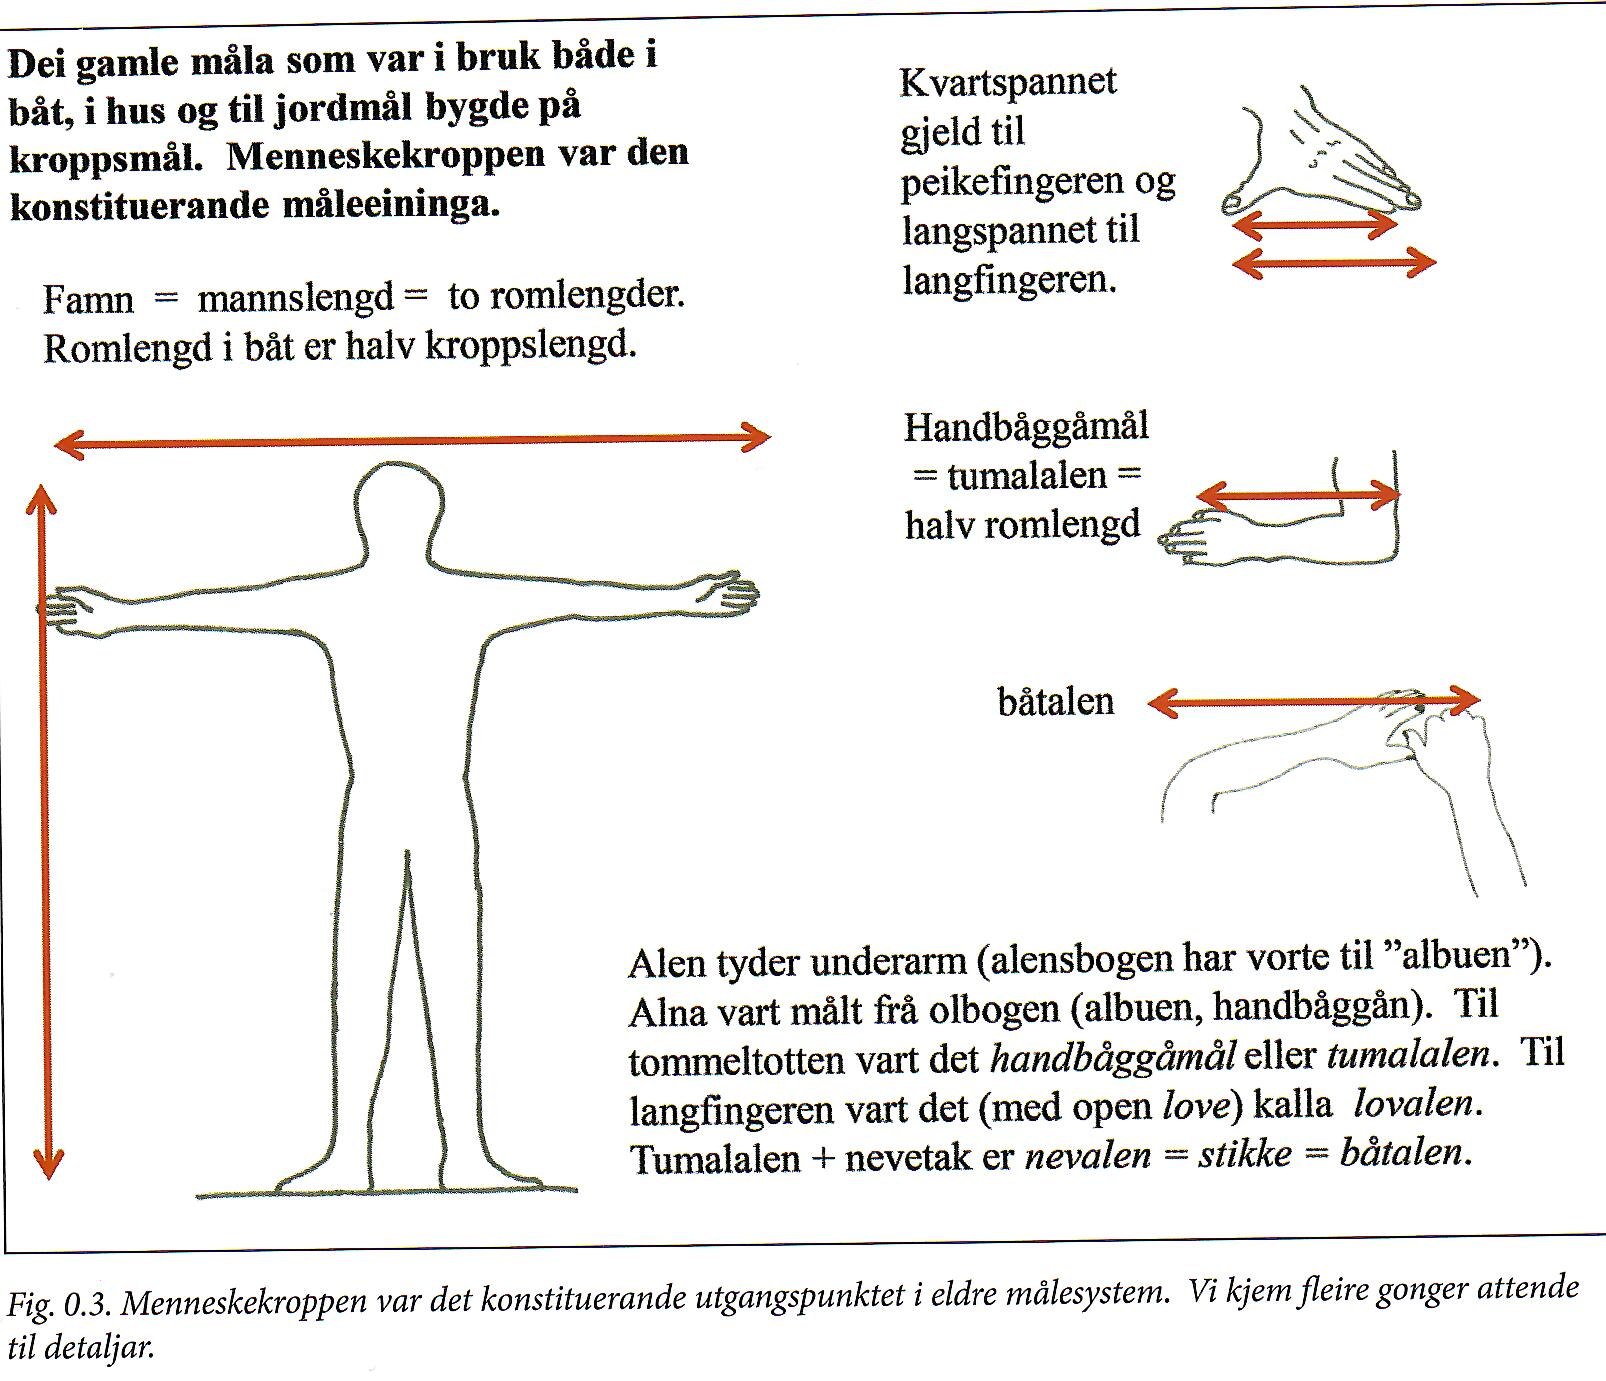 Dei gamle måla som var i bruk både i
båt, i hus og til jordmål bygde på
kroppsmål.  Menneskekroppen var den
konstituerande måleeininga.
Famn = mannslengd = to romlengder.
Romlengd i båt er halv kroppslengd.
Kvartspannet
gjeld til
peikefingeren og
langspannet til
langfingeren.
Handbåggåmål
= tumalalen =
halv romlengd
båtalen
Alen tyder underarm (alensbogen har vorte til ”albuen”).
Alna vart målt frå olbogen (albuen, handbåggån).  Til
tommeltotten vart det handbåggåmål eller tumalalen.  Til
langfingeren vart det (med open love) kalla lovalen.
Tumalalen + nevetak er nevalen = stikke = båtalen.
Fig. 0.3. Menneskekroppen var det konstituerande utgangspunktet i eldre målesystem.  Vi kjem fleire gonger attende
til detaljar.